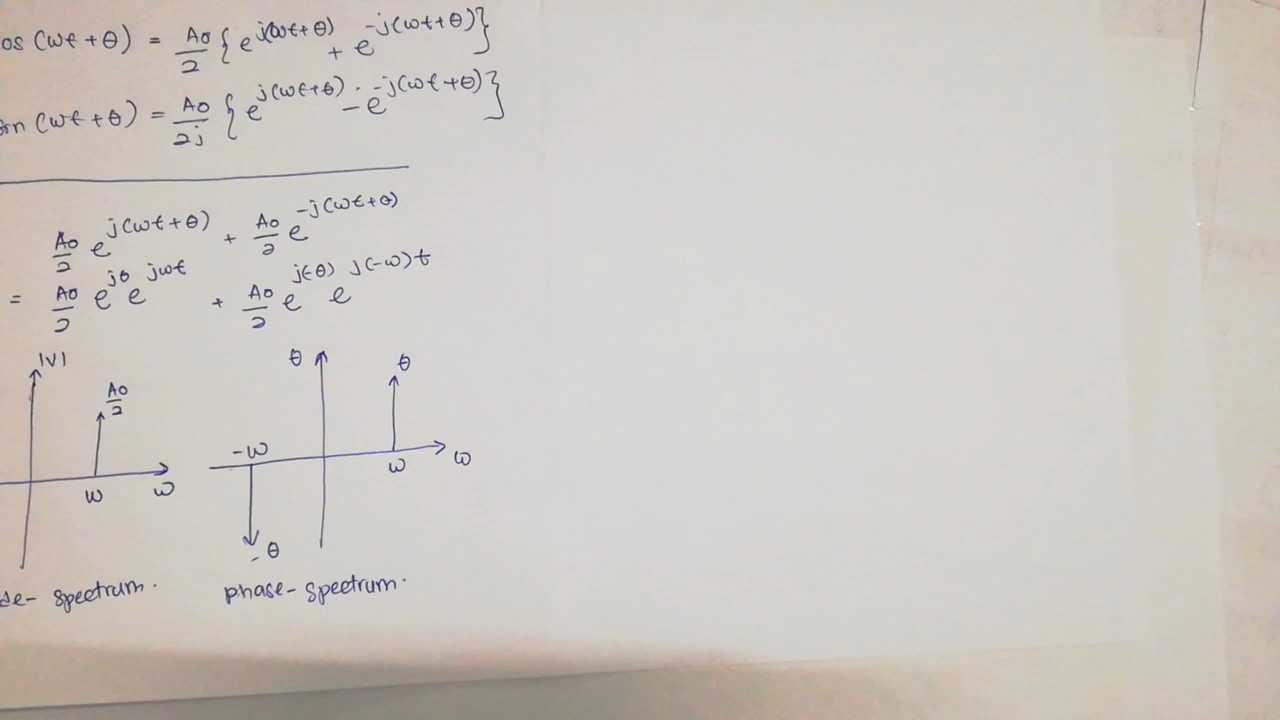 os (ωt + θ) = A0/2 { e^j(ωt+θ) + e^-j(ωt+θ) }
in (ωt + θ) = A0/2j { e^j(ωt+θ) - e^-j(ωt+θ) }
A0/2 e^j(ωt+θ) + A0/2 e^-j(ωt+θ)
= A0/2 e^jθ e^jωt + A0/2 e^j(-θ) e^j(-ω)t
|V|
A0/2
ω ω
θ θ
-ω ω ω
-θ
de- spectrum. phase- spectrum.